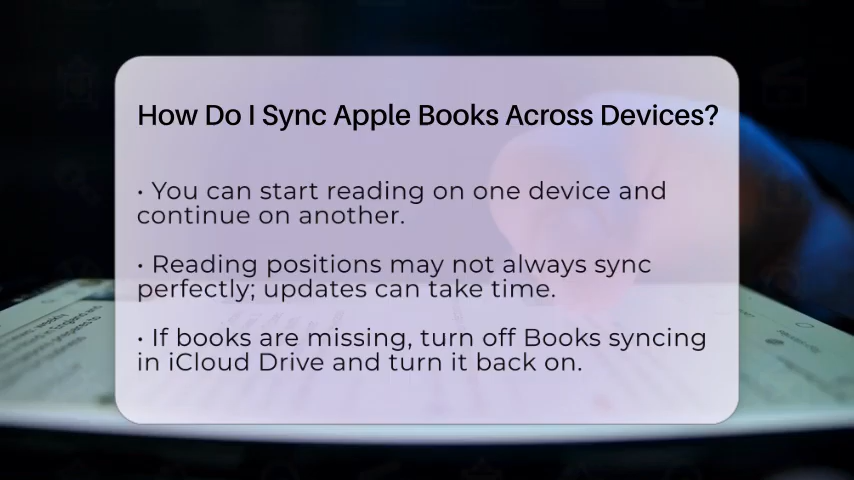 How Do I Sync Apple Books Across Devices?
• You can start reading on one device and
continue on another.
• Reading positions may not always sync
perfectly; updates can take time.
• If books are missing, turn off Books syncing
in iCloud Drive and turn it back on.